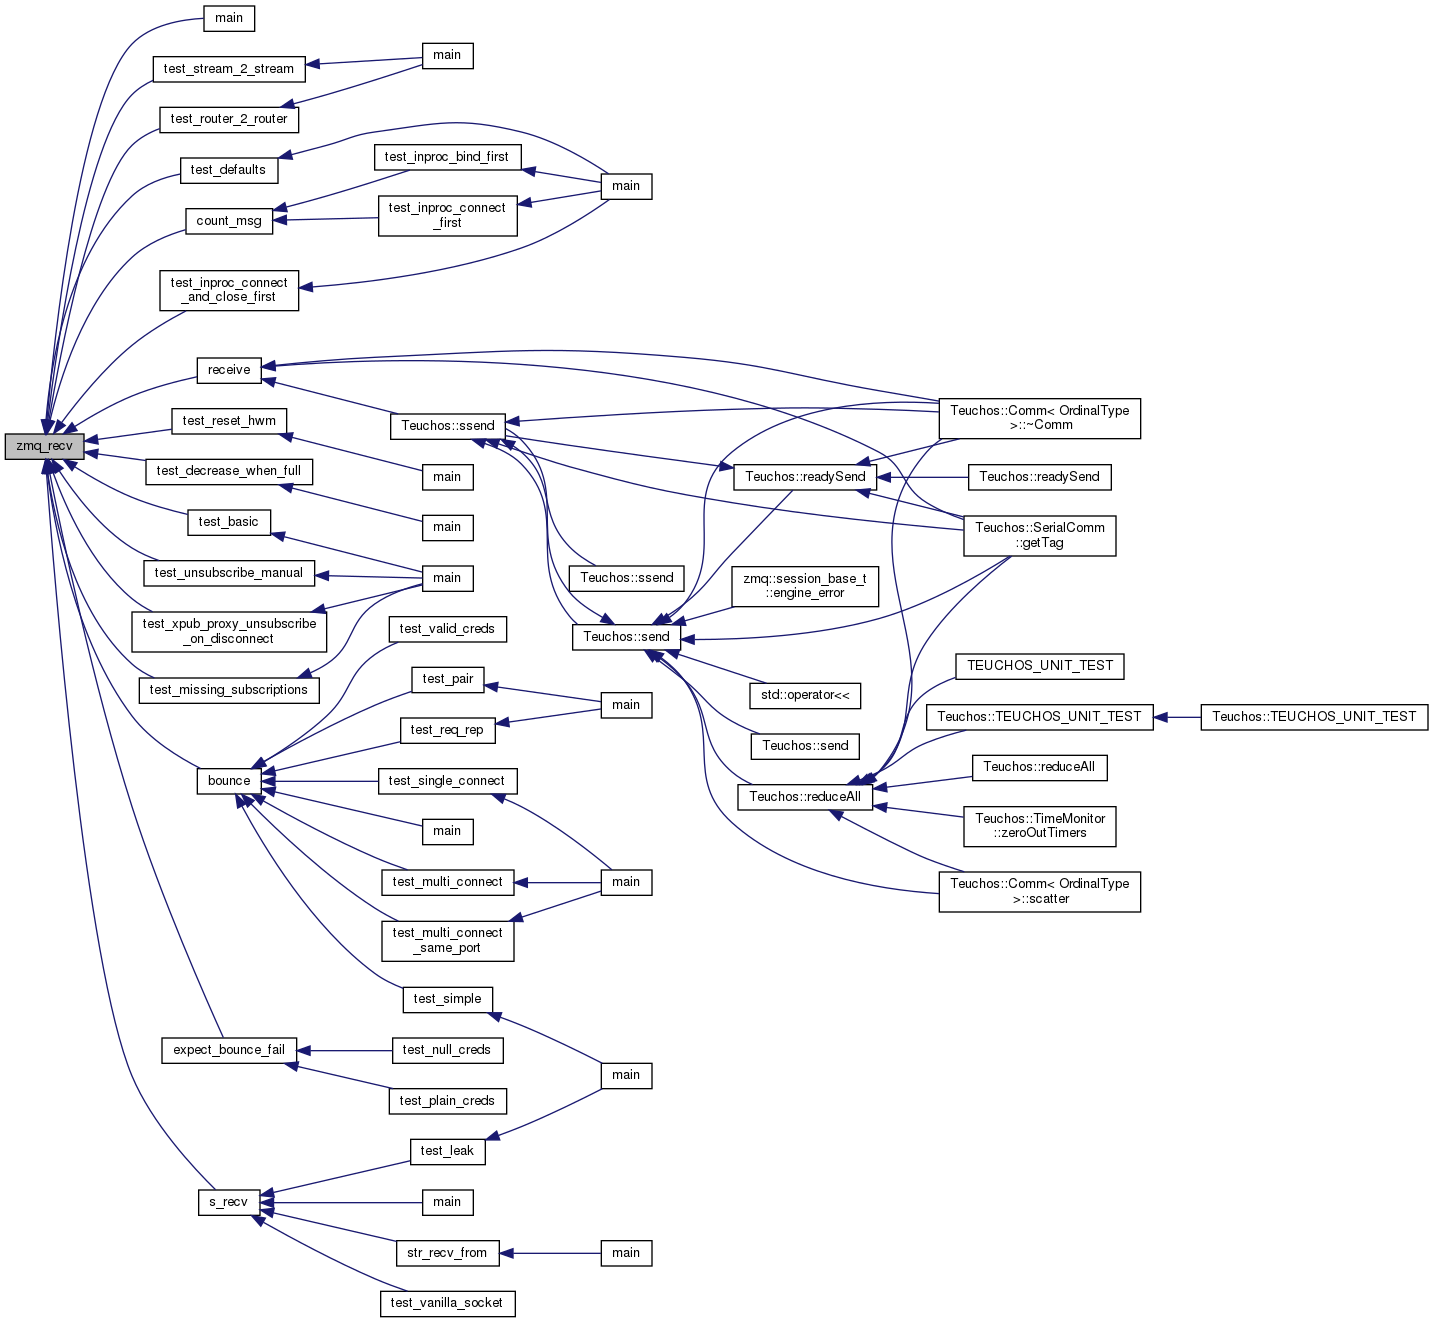 main
test_stream_2_stream
main
test_router_2_router
test_defaults
test_inproc_bind_first
main
count_msg
test_inproc_connect
_first
test_inproc_connect
_and_close_first
receive
test_reset_hwm
zmq_recv
test_decrease_when_full
test_basic
test_unsubscribe_manual
test_xpub_proxy_unsubscribe
_on_disconnect
test_missing_subscriptions
bounce
expect_bounce_fail
s_recv
Teuchos::ssend
main
main
main
test_valid_creds
test_pair
test_req_rep
test_single_connect
main
test_multi_connect
test_multi_connect
_same_port
test_simple
test_null_creds
test_plain_creds
test_leak
main
str_recv_from
test_vanilla_socket
Teuchos::ssend
Teuchos::send
main
main
main
main
Teuchos::readySend
zmq::session_base_t
::engine_error
std::operator<<
Teuchos::send
Teuchos::reduceAll
Teuchos::Comm< OrdinalType
>::~Comm
Teuchos::readySend
Teuchos::SerialComm
::getTag
TEUCHOS_UNIT_TEST
Teuchos::TEUCHOS_UNIT_TEST
Teuchos::TEUCHOS_UNIT_TEST
Teuchos::reduceAll
Teuchos::TimeMonitor
::zeroOutTimers
Teuchos::Comm< OrdinalType
>::scatter